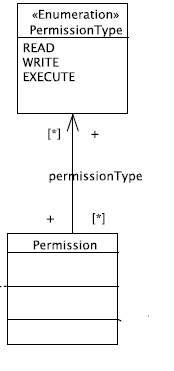 «Enumeration»
PermissionType
READ
WRITE
EXECUTE
[*] +
permissionType
+ [*]
Permission